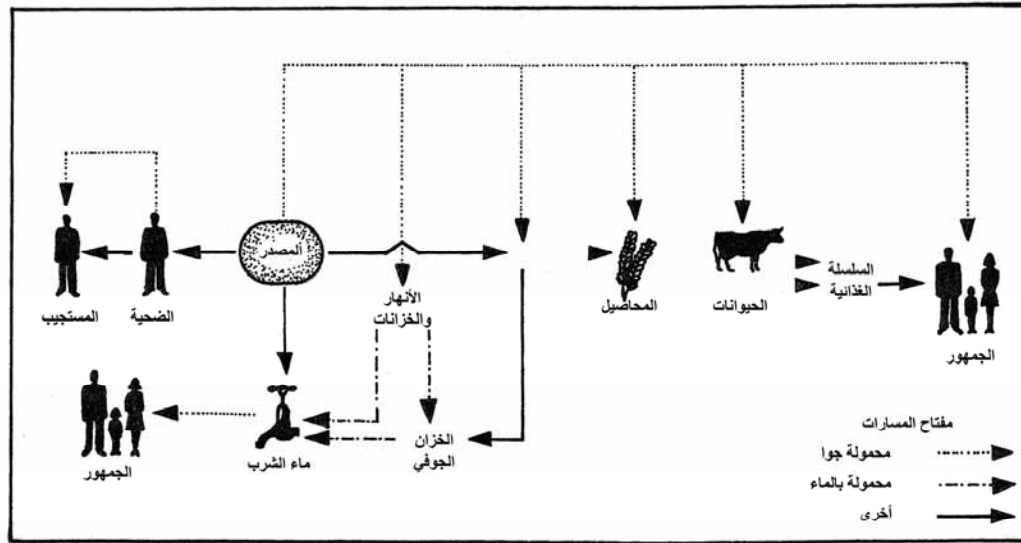 المصدر
الضحية
المستجيب
الأنهار
والخزانات
المحاصيل
الحيوانات
السلسلة
الغذائية
الجمهور
الخزان
الجوفي
ماء الشرب
الجمهور
مفتاح المسارات
محمولة جوا
محمولة بالماء
أخرى